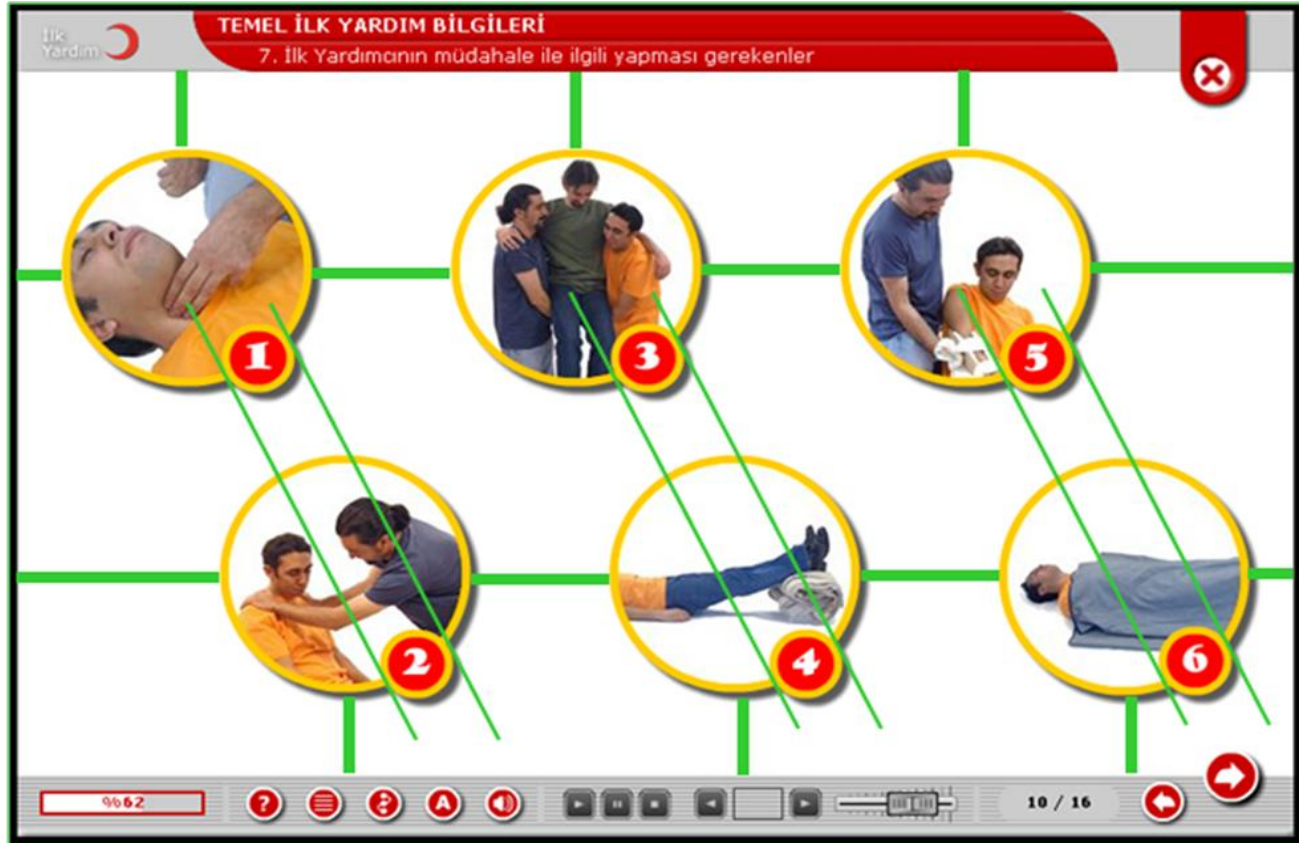 İlk
Yardım
TEMEL İLK YARDIM BİLGİLERİ
7. İlk Yardımcının müdahale ile ilgili yapması gerekenler
1
3
5
2
4
6
%62
?
A
10 / 16